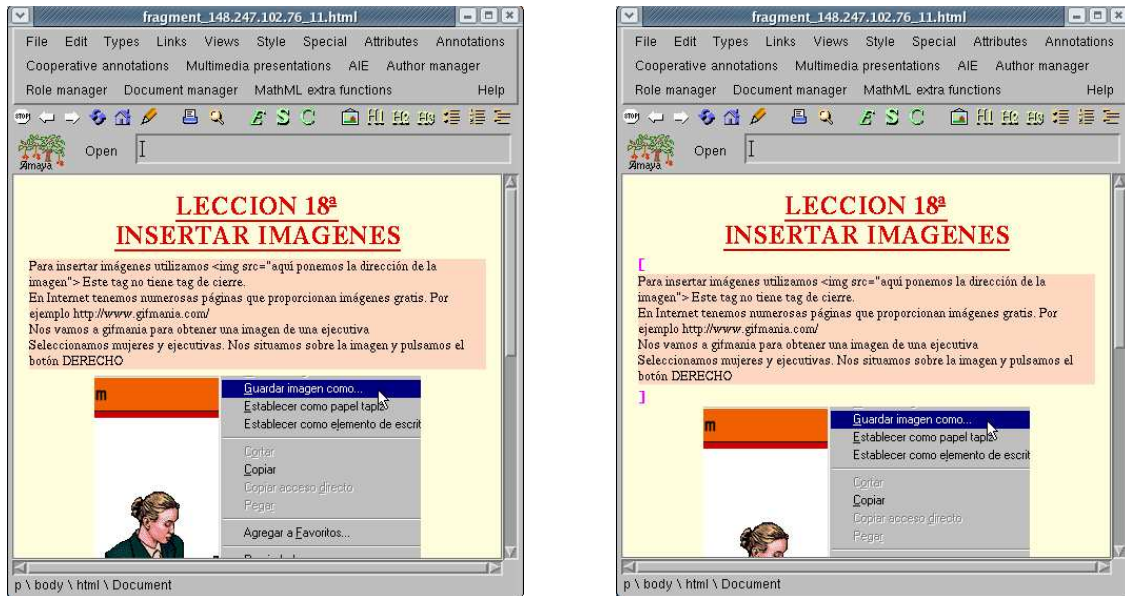 fragment_148.247.102.76_11.html
File Edit Types Links Views Style Special Attributes Annotations
Cooperative annotations Multimedia presentations AIE Author manager
Role manager Document manager MathML extra functions Help
STOP E S C H1 H2 H3
Amaya Open
LECCION 18ª
INSERTAR IMAGENES
Para insertar imágenes utilizamos <img src="aquí ponemos la dirección de la
imagen"> Este tag no tiene tag de cierre.
En Internet tenemos numerosas páginas que proporcionan imágenes gratis. Por
ejemplo http://www.gifmania.com/
Nos vamos a gifmania para obtener una imagen de una ejecutiva
Seleccionamos mujeres y ejecutivas. Nos situamos sobre la imagen y pulsamos el
botón DERECHO
m
Guardar imagen como...
Establecer como papel tapiz
Establecer como elemento de escrit
Cortar
Copiar
Copiar acceso directo
Pegar
Agregar a Favoritos...
p \ body \ html \ Document
fragment_148.247.102.76_11.html
File Edit Types Links Views Style Special Attributes Annotations
Cooperative annotations Multimedia presentations AIE Author manager
Role manager Document manager MathML extra functions Help
STOP E S C H1 H2 H3
Amaya Open
LECCION 18ª
INSERTAR IMAGENES
[
Para insertar imágenes utilizamos <img src="aquí ponemos la dirección de la
imagen"> Este tag no tiene tag de cierre.
En Internet tenemos numerosas páginas que proporcionan imágenes gratis. Por
ejemplo http://www.gifmania.com/
Nos vamos a gifmania para obtener una imagen de una ejecutiva
Seleccionamos mujeres y ejecutivas. Nos situamos sobre la imagen y pulsamos el
botón DERECHO
]
m
Guardar imagen como...
Establecer como papel tapiz
Establecer como elemento de escrit
Cortar
Copiar
Copiar acceso directo
Pegar
p \ body \ html \ Document